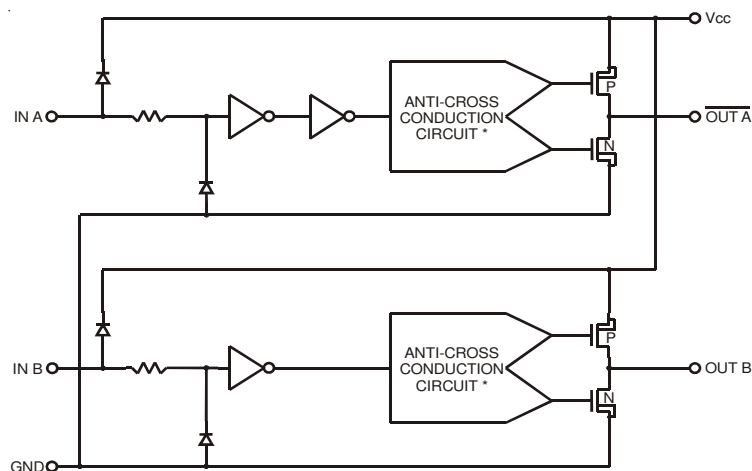 Vcc
IN A
ANTI-CROSS
CONDUCTION
CIRCUIT *
P
N
OUT A
IN B
ANTI-CROSS
CONDUCTION
CIRCUIT *
P
N
OUT B
GND